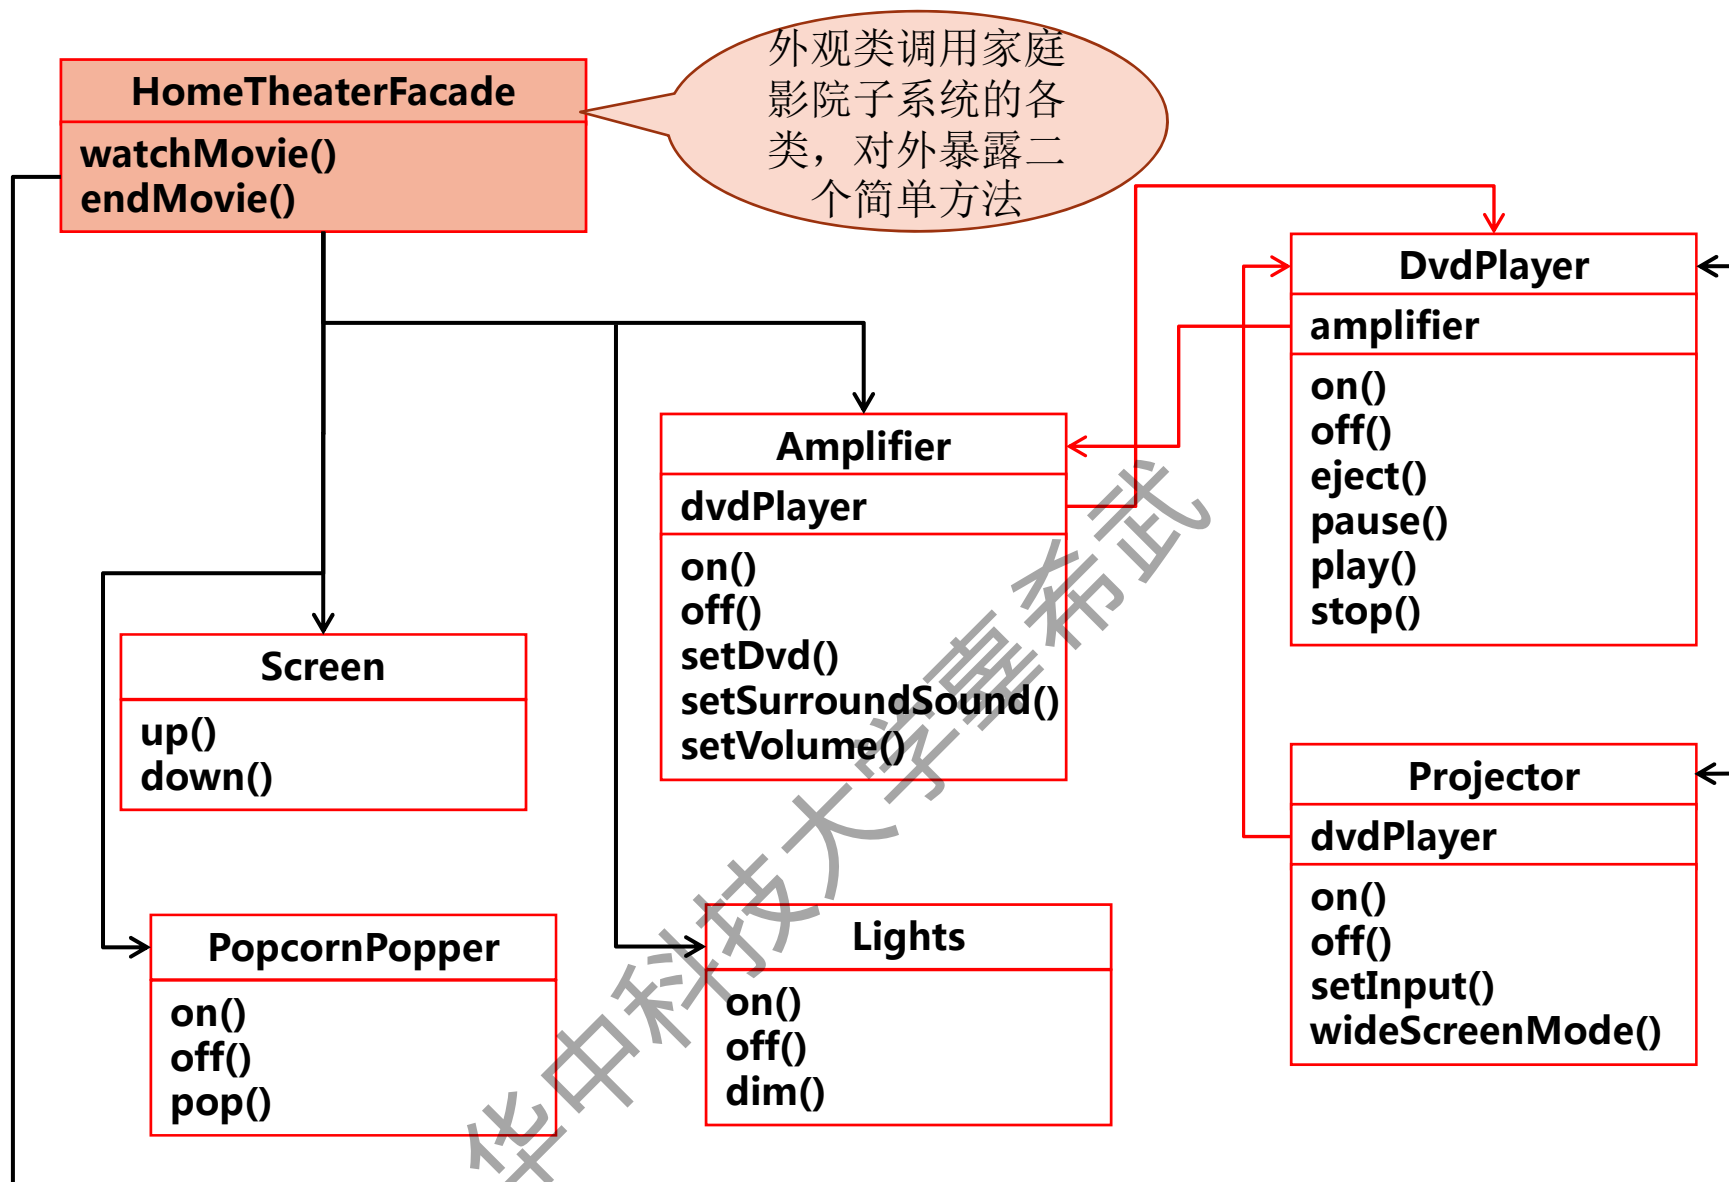 HomeTheaterFacade
watchMovie()
endMovie()
外观类调用家庭
影院子系统的各
类，对外暴露二
个简单方法
DvdPlayer
amplifier
on()
off()
eject()
pause()
play()
stop()
Amplifier
dvdPlayer
on()
off()
setDvd()
setSurroundSound()
setVolume()
Screen
up()
down()
Projector
dvdPlayer
on()
off()
setInput()
wideScreenMode()
PopcornPopper
on()
off()
pop()
Lights
on()
off()
dim()
华中科技大学辜希武